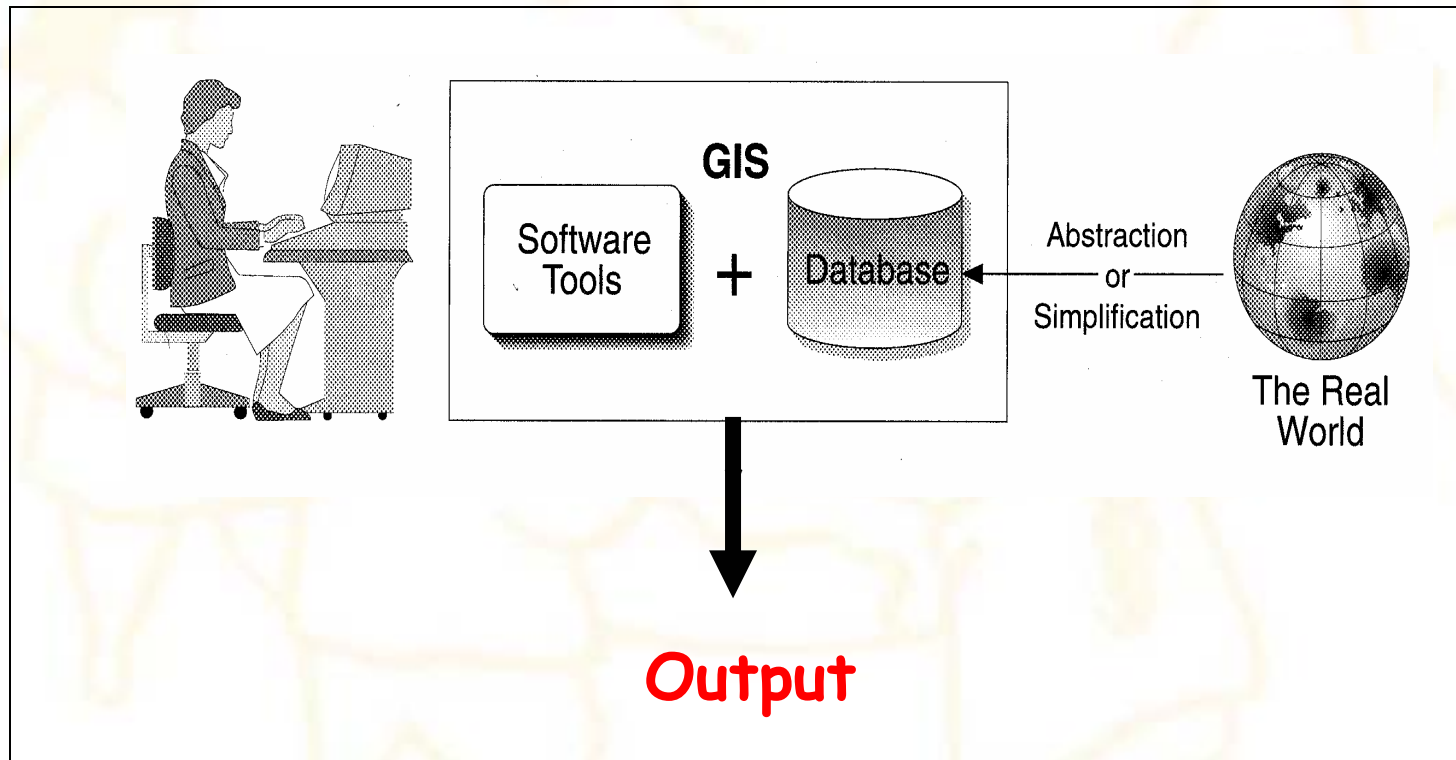 GIS
Software
Tools
+
Database
Abstraction
or
Simplification
The Real
World
Output